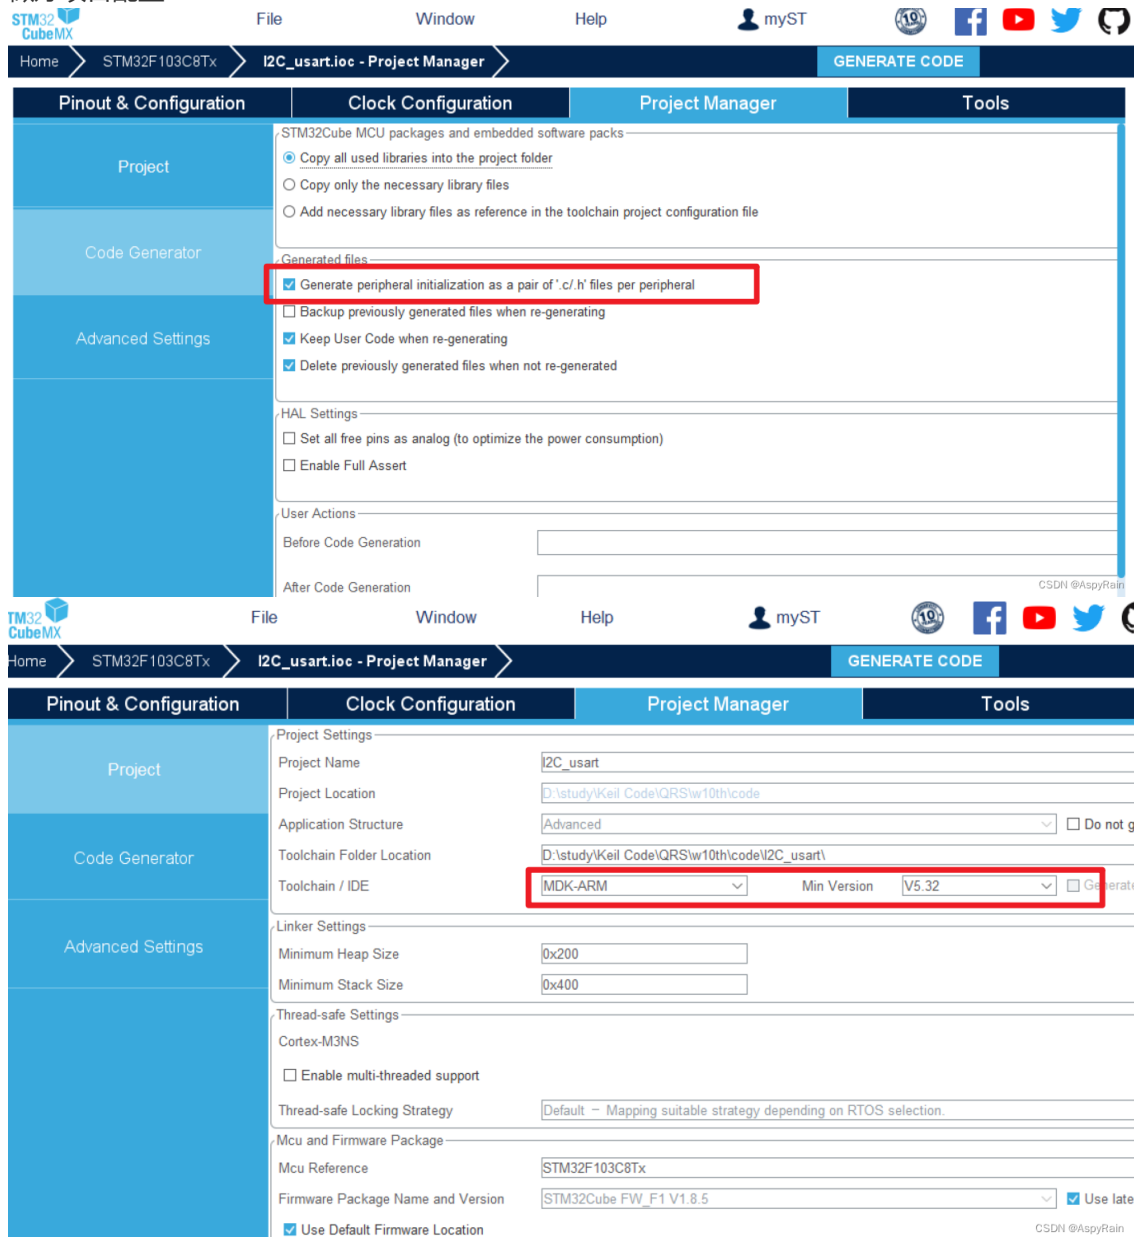 STM32
CubeMX
File
Window
Help
myST
10
Home
STM32F103C8Tx
I2C_usart.ioc - Project Manager
GENERATE CODE
Pinout & Configuration
Clock Configuration
Project Manager
Tools
Project
Code Generator
Advanced Settings
STM32Cube MCU packages and embedded software packs
Copy all used libraries into the project folder
Copy only the necessary library files
Add necessary library files as reference in the toolchain project configuration file
Generated files
Generate peripheral initialization as a pair of '.c/.h' files per peripheral
Backup previously generated files when re-generating
Keep User Code when re-generating
Delete previously generated files when not re-generated
HAL Settings
Set all free pins as analog (to optimize the power consumption)
Enable Full Assert
User Actions
Before Code Generation
After Code Generation
CSDN @AspyRain
TM32
CubeMX
File
Window
Help
myST
10
Home
STM32F103C8Tx
I2C_usart.ioc - Project Manager
GENERATE CODE
Pinout & Configuration
Clock Configuration
Project Manager
Tools
Project
Code Generator
Advanced Settings
Project Settings
Project Name
I2C_usart
Project Location
D:\study\Keil Code\QRS\w10th\code
Application Structure
Advanced
Do not g
Toolchain Folder Location
D:\study\Keil Code\QRS\w10th\code\I2C_usart\
Toolchain / IDE
MDK-ARM
Min Version
V5.32
Generate
Linker Settings
Minimum Heap Size
0x200
Minimum Stack Size
0x400
Thread-safe Settings
Cortex-M3NS
Enable multi-threaded support
Thread-safe Locking Strategy
Default – Mapping suitable strategy depending on RTOS selection.
Mcu and Firmware Package
Mcu Reference
STM32F103C8Tx
Firmware Package Name and Version
STM32Cube FW_F1 V1.8.5
Use late
Use Default Firmware Location
CSDN @AspyRain